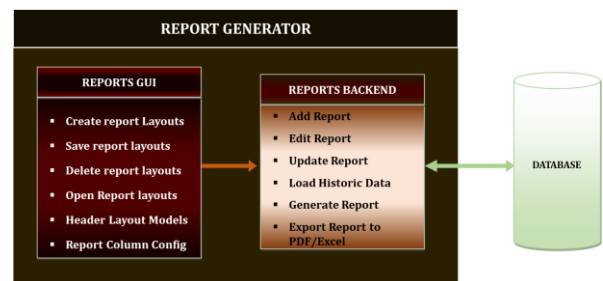 REPORT GENERATOR
REPORTS GUI
▪ Create report Layouts
▪ Save report layouts
▪ Delete report layouts
▪ Open Report layouts
▪ Header Layout Models
▪ Report Column Config
REPORTS BACKEND
▪ Add Report
▪ Edit Report
▪ Update Report
▪ Load Historic Data
▪ Generate Report
▪ Export Report to
PDF/Excel
DATABASE